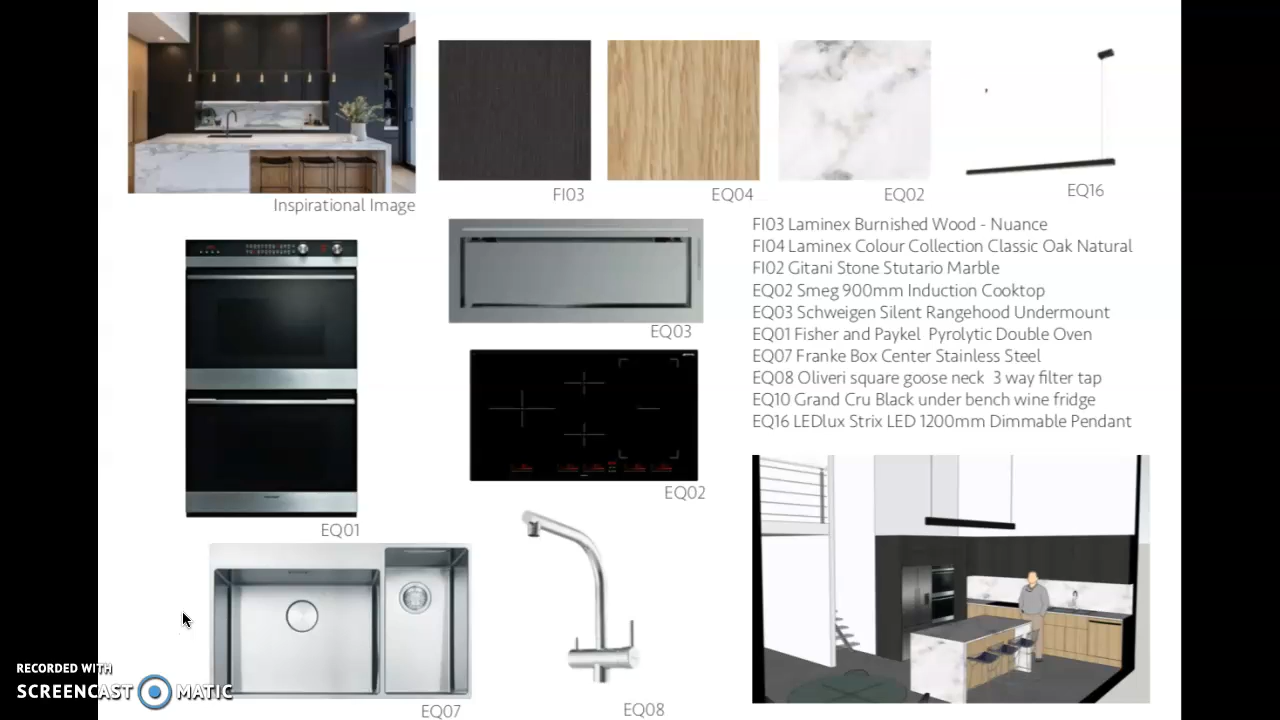 Inspirational Image
FI03
EQ04
EQ02
EQ16
FI03 Laminex Burnished Wood - Nuance
FI04 Laminex Colour Collection Classic Oak Natural
FI02 Gitani Stone Stutario Marble
EQ02 Smeg 900mm Induction Cooktop
EQ03 Schweigen Silent Rangehood Undermount
EQ01 Fisher and Paykel Pyrolytic Double Oven
EQ07 Franke Box Center Stainless Steel
EQ08 Oliveri square goose neck 3 way filter tap
EQ10 Grand Cru Black under bench wine fridge
EQ16 LEDlux Strix LED 1200mm Dimmable Pendant
EQ03
EQ02
EQ01
EQ07
EQ08
RECORDED WITH
SCREENCAST MATIC